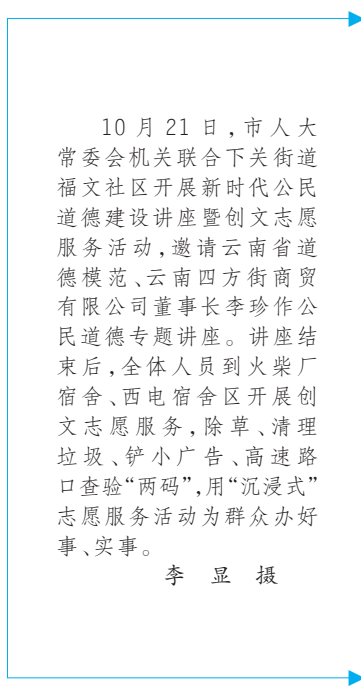 10 月 21 日，市人大
常委会机关联合下关街道
福文社区开展新时代公民
道德建设讲座暨创文志愿
服务活动，邀请云南省道
德模范、云南四方街商贸
有限公司董事长李珍作公
民道德专题讲座。讲座结
束后，全体人员到火柴厂
宿舍、西电宿舍区开展创
文志愿服务，除草、清理
垃圾、铲小广告、高速路
口查验“两码”，用“沉浸式”
志愿服务活动为群众办好
事、实事。
李 显 摄